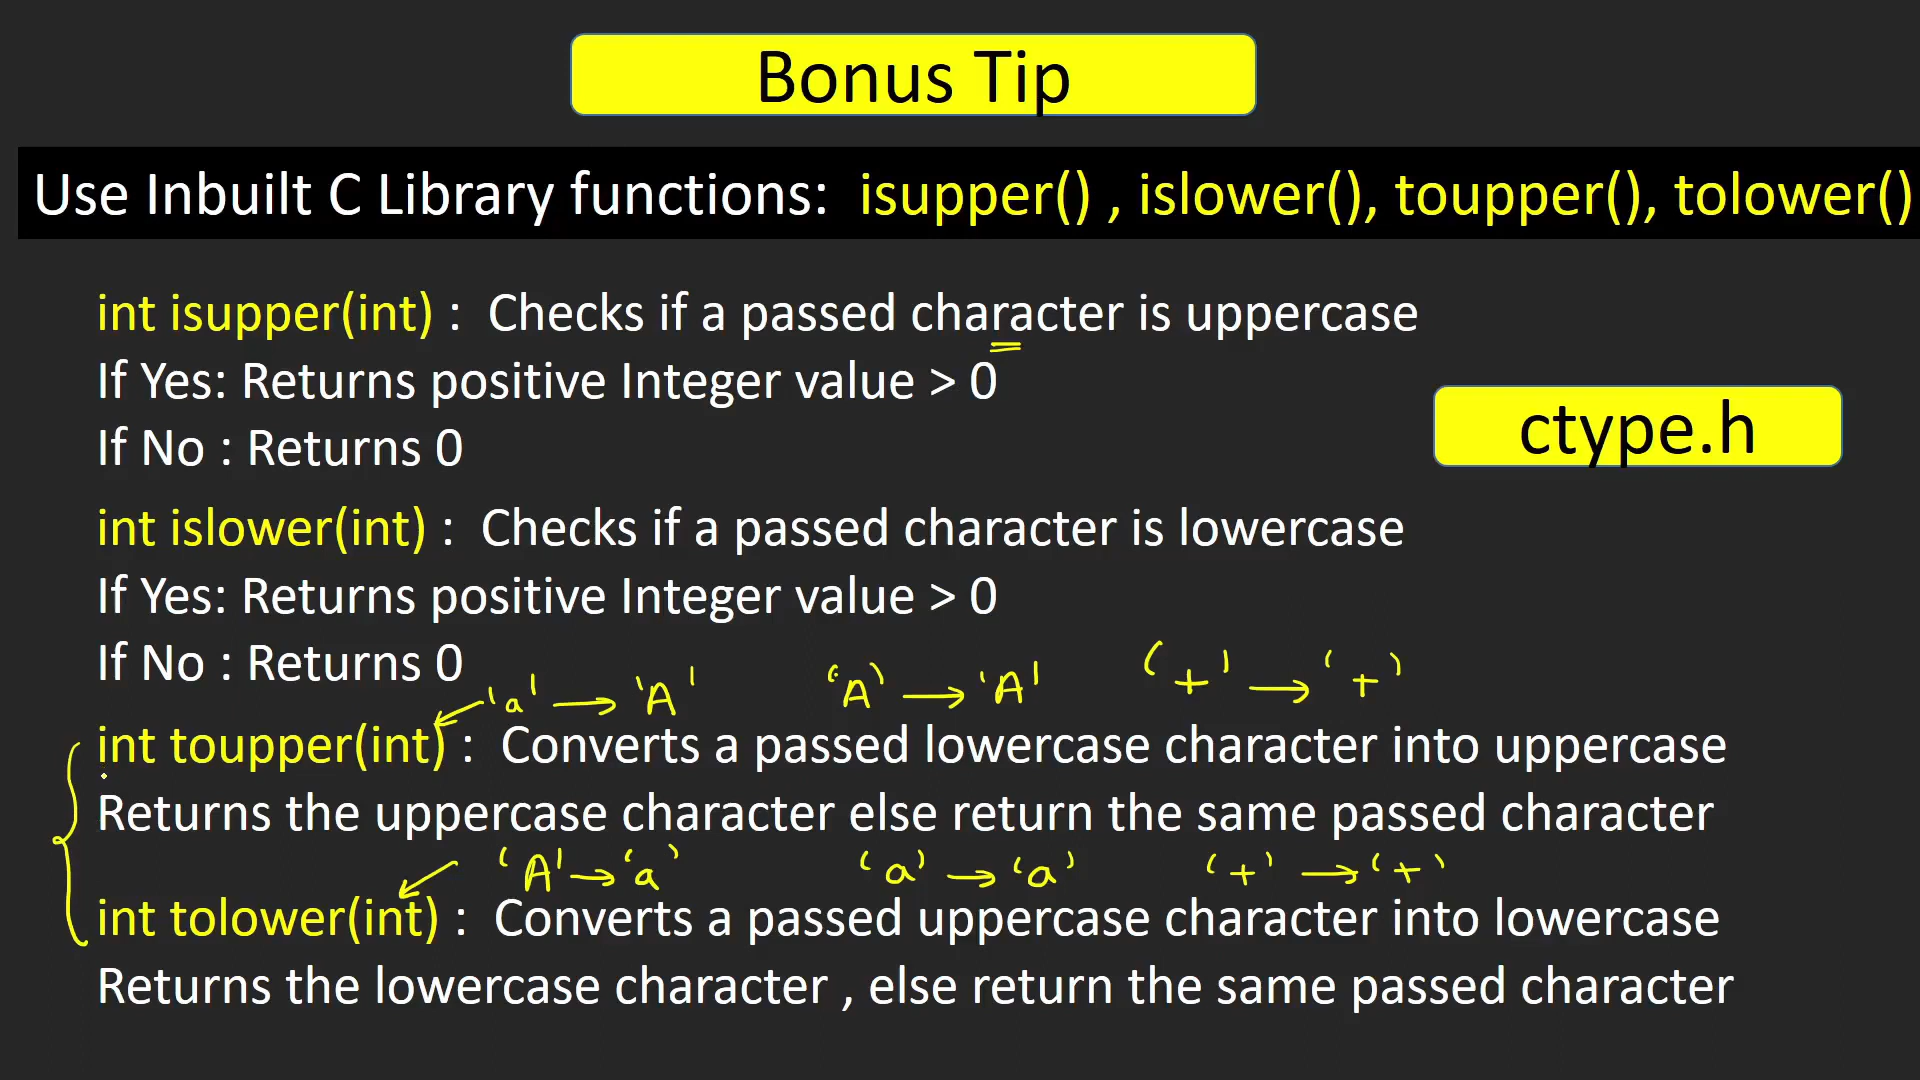 Bonus Tip
Use Inbuilt C Library functions: isupper() , islower(), toupper(), tolower()
int isupper(int) : Checks if a passed character is uppercase
If Yes: Returns positive Integer value > 0
If No : Returns 0
ctype.h
int islower(int) : Checks if a passed character is lowercase
If Yes: Returns positive Integer value > 0
If No : Returns 0
'a' → 'A' 'A' → 'A' '+' → '+'
int toupper(int) : Converts a passed lowercase character into uppercase
Returns the uppercase character else return the same passed character
'A' → 'a' 'a' → 'a' '+' → '+'
int tolower(int) : Converts a passed uppercase character into lowercase
Returns the lowercase character , else return the same passed character